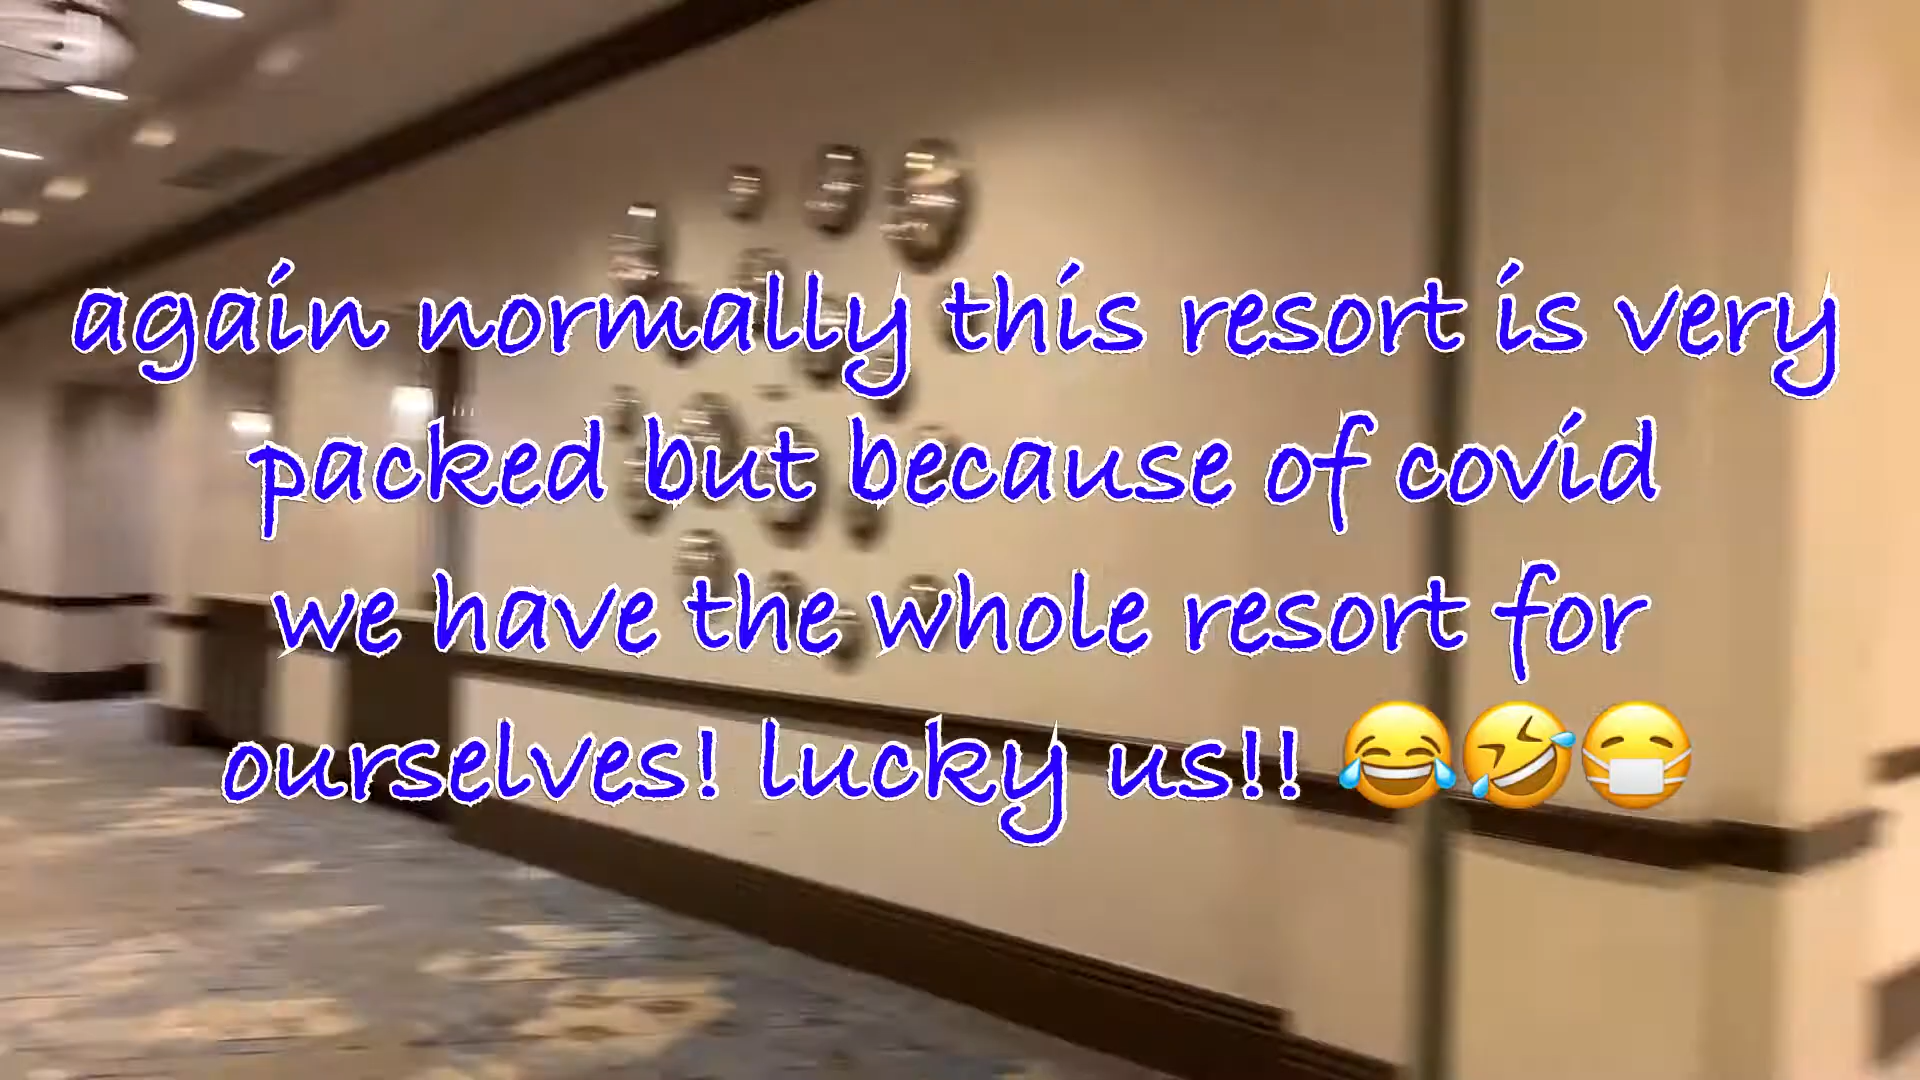 again normally this resort is very
packed but because of covid
we have the whole resort for
ourselves! lucky us!! 😂🤣😷